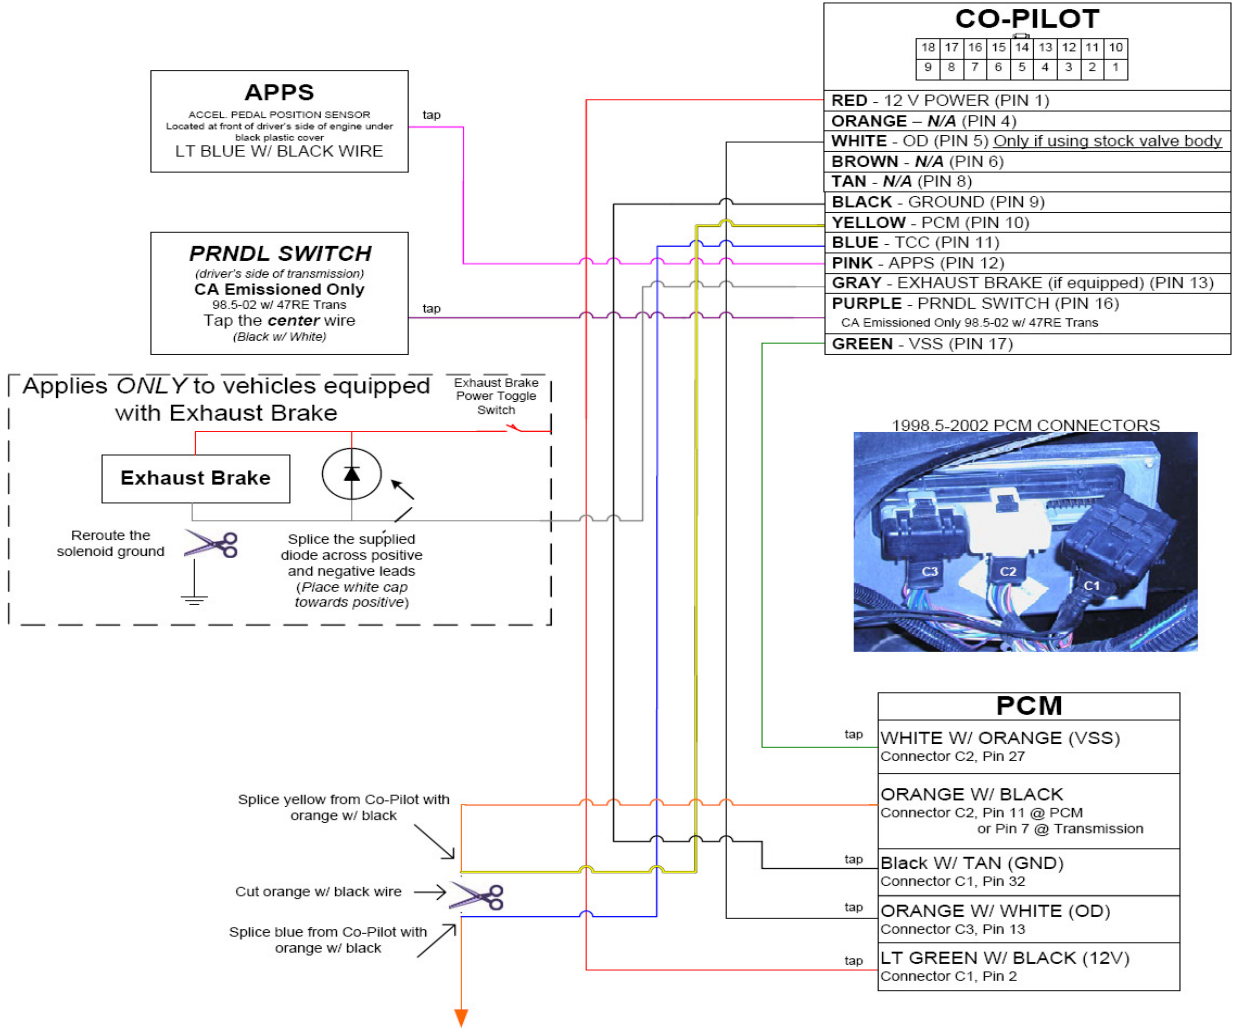 CO-PILOT
18 17 16 15 14 13 12 11 10
9 8 7 6 5 4 3 2 1
RED - 12 V POWER (PIN 1)
ORANGE – N/A (PIN 4)
WHITE - OD (PIN 5) Only if using stock valve body
BROWN - N/A (PIN 6)
TAN - N/A (PIN 8)
BLACK - GROUND (PIN 9)
YELLOW - PCM (PIN 10)
BLUE - TCC (PIN 11)
PINK - APPS (PIN 12)
GRAY - EXHAUST BRAKE (if equipped) (PIN 13)
PURPLE - PRNDL SWITCH (PIN 16)
CA Emissioned Only 98.5-02 w/ 47RE Trans
GREEN - VSS (PIN 17)
APPS
ACCEL. PEDAL POSITION SENSOR
Located at front of driver's side of engine under
black plastic cover
LT BLUE W/ BLACK WIRE
tap
PRNDL SWITCH
(driver's side of transmission)
CA Emissioned Only
98.5-02 w/ 47RE Trans
Tap the center wire
(Black w/ White)
tap
Applies ONLY to vehicles equipped
with Exhaust Brake
Exhaust Brake
Power Toggle
Switch
Exhaust Brake
Reroute the
solenoid ground
Splice the supplied
diode across positive
and negative leads
(Place white cap
towards positive)
1998.5-2002 PCM CONNECTORS
C3
C2
C1
PCM
tap
WHITE W/ ORANGE (VSS)
Connector C2, Pin 27
ORANGE W/ BLACK
Connector C2, Pin 11 @ PCM
or Pin 7 @ Transmission
tap
Black W/ TAN (GND)
Connector C1, Pin 32
tap
ORANGE W/ WHITE (OD)
Connector C3, Pin 13
tap
LT GREEN W/ BLACK (12V)
Connector C1, Pin 2
Splice yellow from Co-Pilot with
orange w/ black
Cut orange w/ black wire
Splice blue from Co-Pilot with
orange w/ black